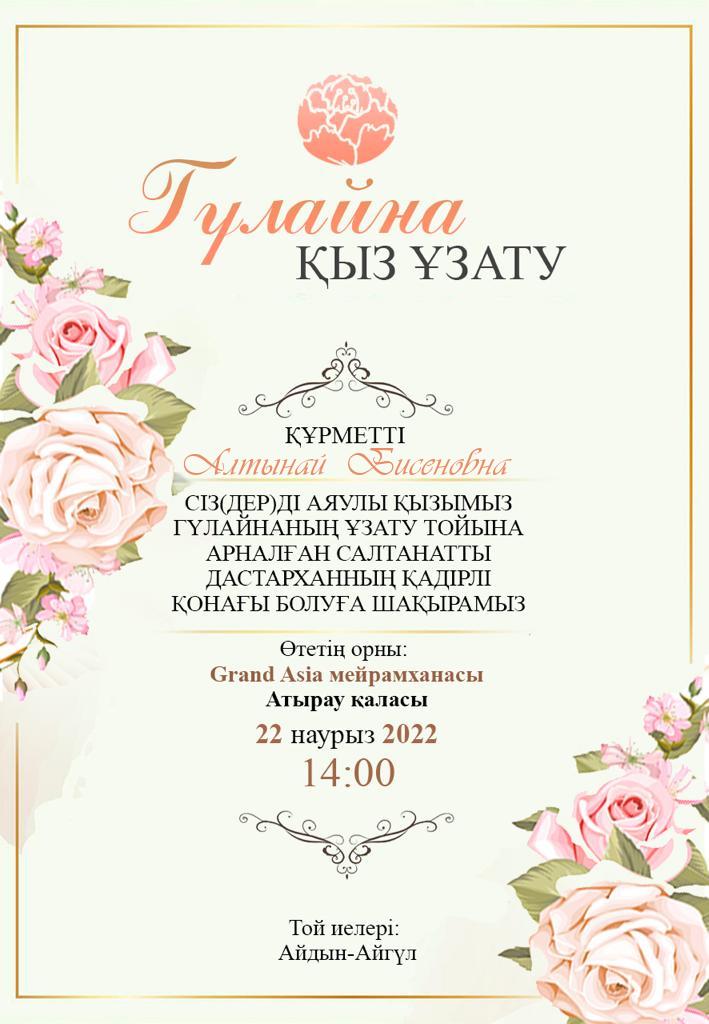 Гулайна
ҚЫЗ ҰЗАТУ
ҚҰРМЕТТІ
Алтынай Бисеновна
СІЗ(ДЕР)ДІ АЯУЛЫ ҚЫЗЫМЫЗ
ГҮЛАЙНАНЫҢ ҰЗАТУ ТОЙЫНА
АРНАЛҒАН САЛТАНАТТЫ
ДАСТАРХАННЫҢ ҚАДІРЛІ
ҚОНАҒЫ БОЛУҒА ШАҚЫРАМЫЗ
Өтетің орны:
Grand Asia мейрамханасы
Атырау қаласы
22 наурыз 2022
14:00
Той иелері:
Айдын-Айгүл